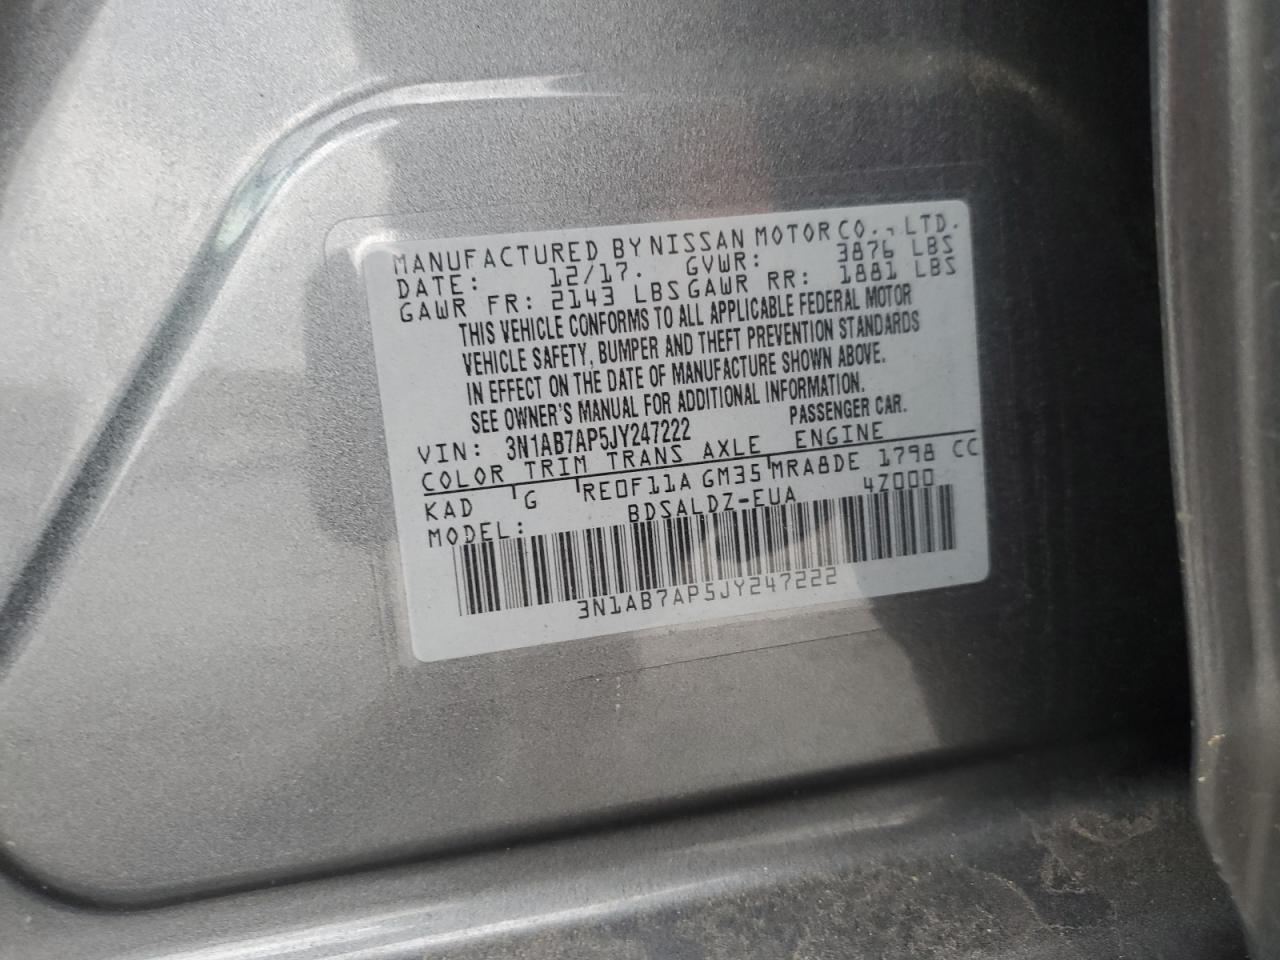 MANUFACTURED BY NISSAN MOTOR CO., LTD.
DATE: 12/17. GVWR: 3876 LBS
GAWR FR: 2143 LBS GAWR RR: 1881 LBS
THIS VEHICLE CONFORMS TO ALL APPLICABLE FEDERAL MOTOR
VEHICLE SAFETY, BUMPER AND THEFT PREVENTION STANDARDS
IN EFFECT ON THE DATE OF MANUFACTURE SHOWN ABOVE.
SEE OWNER'S MANUAL FOR ADDITIONAL INFORMATION.
VIN: 3N1AB7AP5JY247222 PASSENGER CAR.
COLOR TRIM TRANS AXLE ENGINE
KAD G RE0F11A GM35 MRA8DE 1798 CC
MODEL: BDSALDZ-EUA 4Z000
3N1AB7AP5JY247222